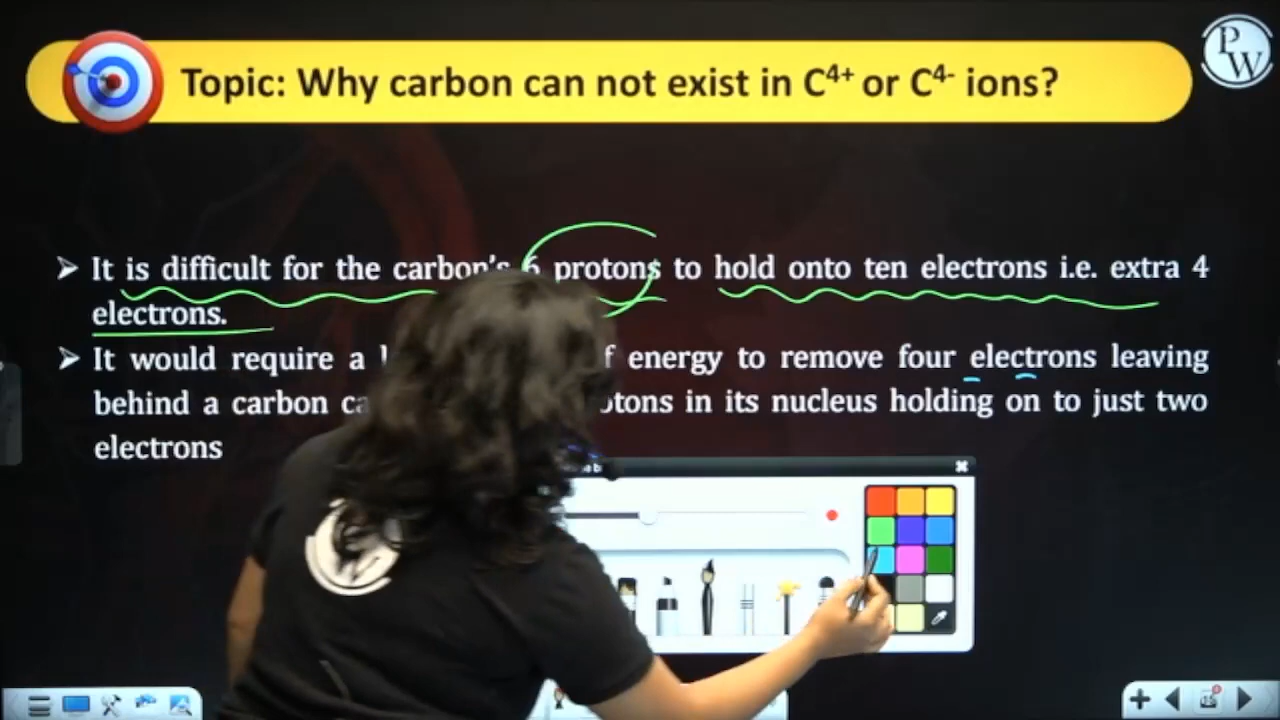 PW
Topic: Why carbon can not exist in C⁴⁺ or C⁴⁻ ions?
➤ It is difficult for the carbon's 6 protons to hold onto ten electrons i.e. extra 4
electrons.
➤ It would require a energy to remove four electrons leaving
behind a carbon in its nucleus holding on to just two
electrons